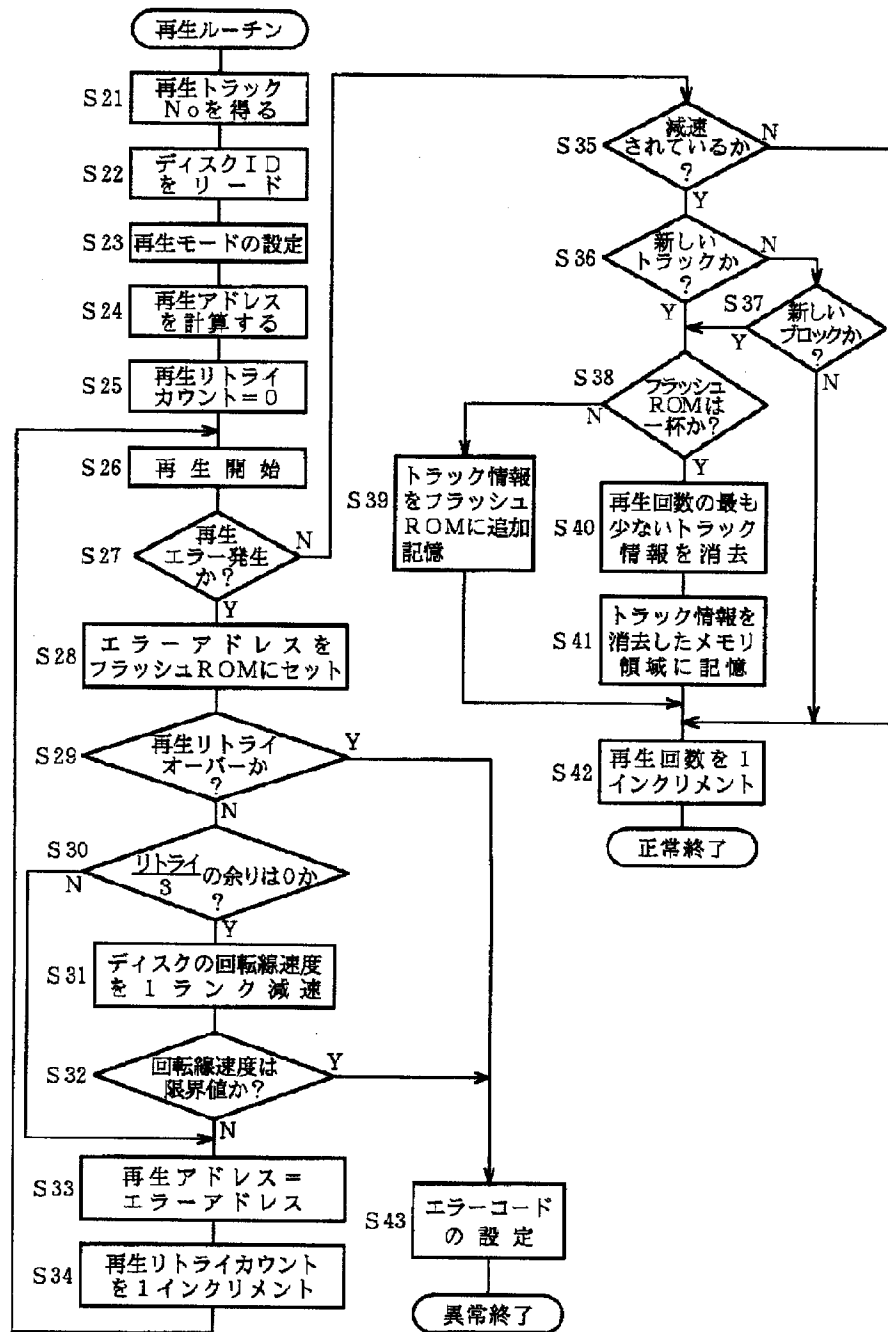 再生ルーチン
S21
再生トラック
Noを得る
S22
ディスクID
をリード
S23
再生モードの設定
S24
再生アドレス
を計算する
S25
再生リトライ
カウント=0
S26
再生開始
S27
再生
エラー発生
か?
N
Y
S28
エラーアドレスを
フラッシュROMにセット
S29
再生リトライ
オーバーか
?
Y
N
S30
リトライ
3
の余りは0か
?
N
Y
S31
ディスクの回転線速度
を1ランク減速
S32
回転線速度は
限界値か?
Y
N
S33
再生アドレス=
エラーアドレス
S34
再生リトライカウント
を1インクリメント
S35
減速
されているか
?
N
Y
S36
新しい
トラックか
?
N
Y
S37
新しい
ブロックか
?
Y
N
S38
フラッシュ
ROMは
一杯か?
N
Y
S39
トラック情報
をフラッシュ
ROMに追加
記憶
S40
再生回数の最も
少ないトラック
情報を消去
S41
トラック情報を
消去したメモリ
領域に記憶
S42
再生回数を1
インクリメント
正常終了
S43
エラーコード
の設定
異常終了